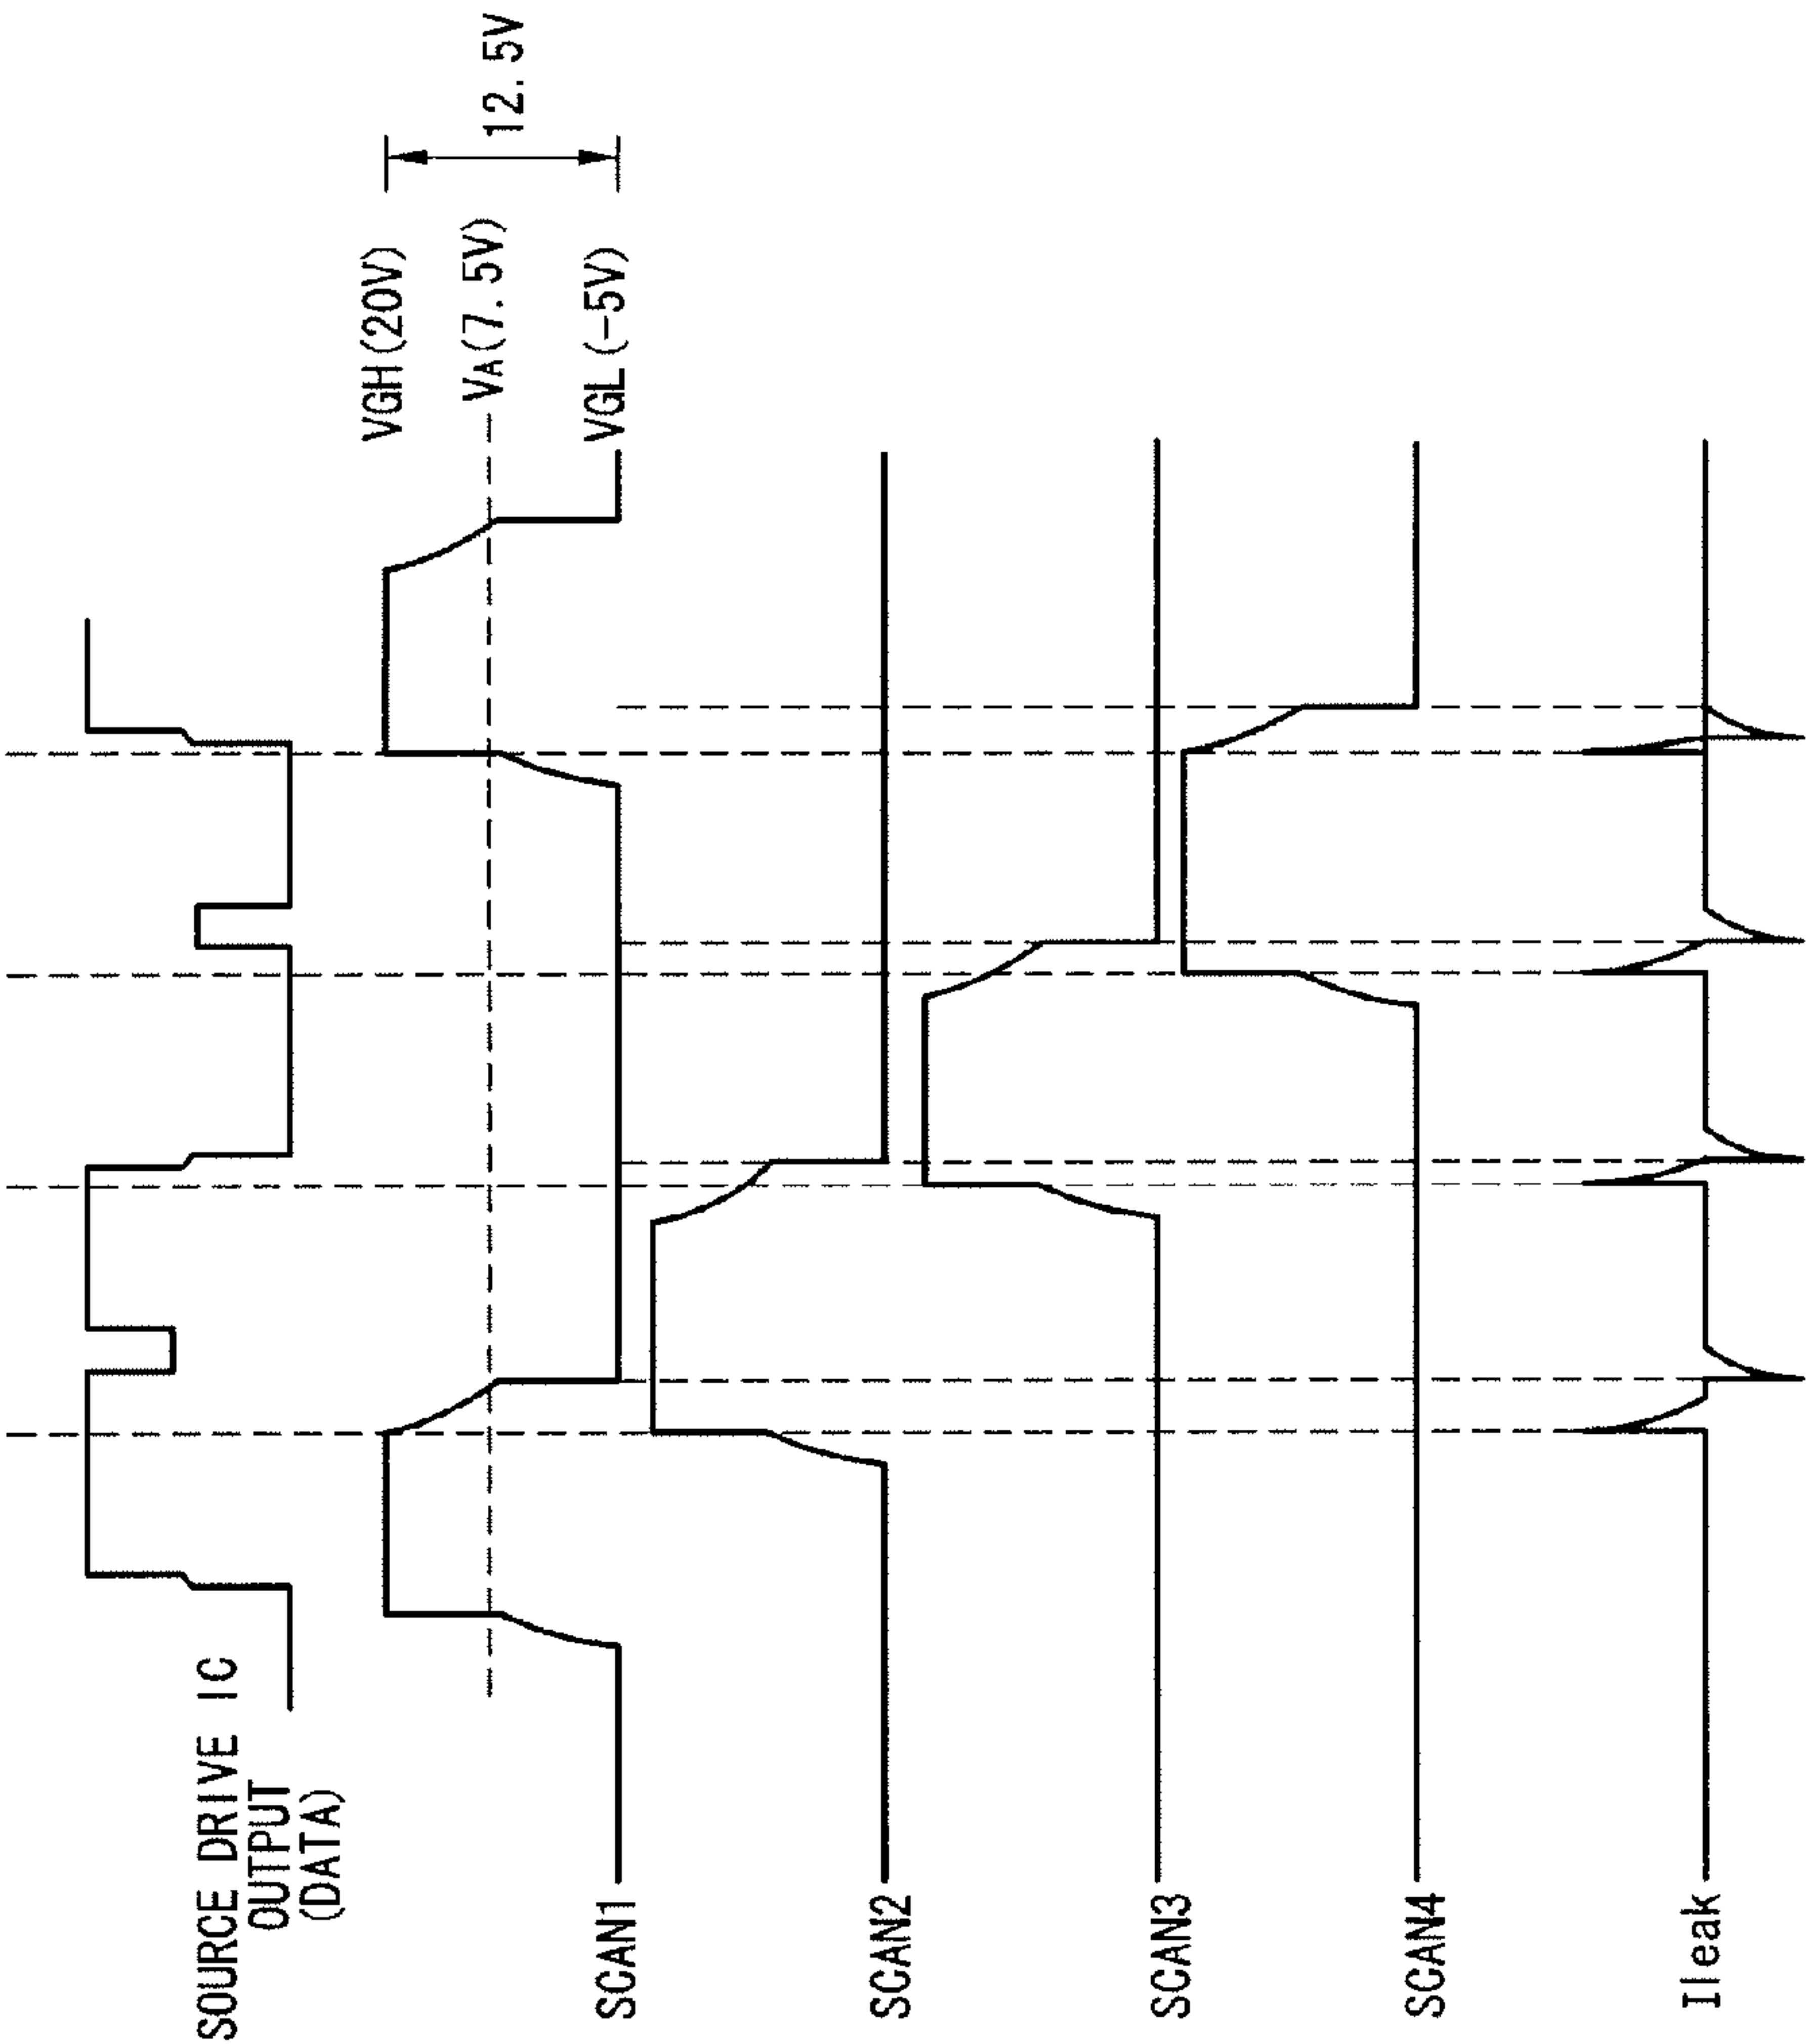 SOURCE DRIVE IC
OUTPUT
(DATA)
VGH(20V)
VA(7.5V)
VGL(-5V)
12.5V
SCAN1
SCAN2
SCAN3
SCAN4
Ileak